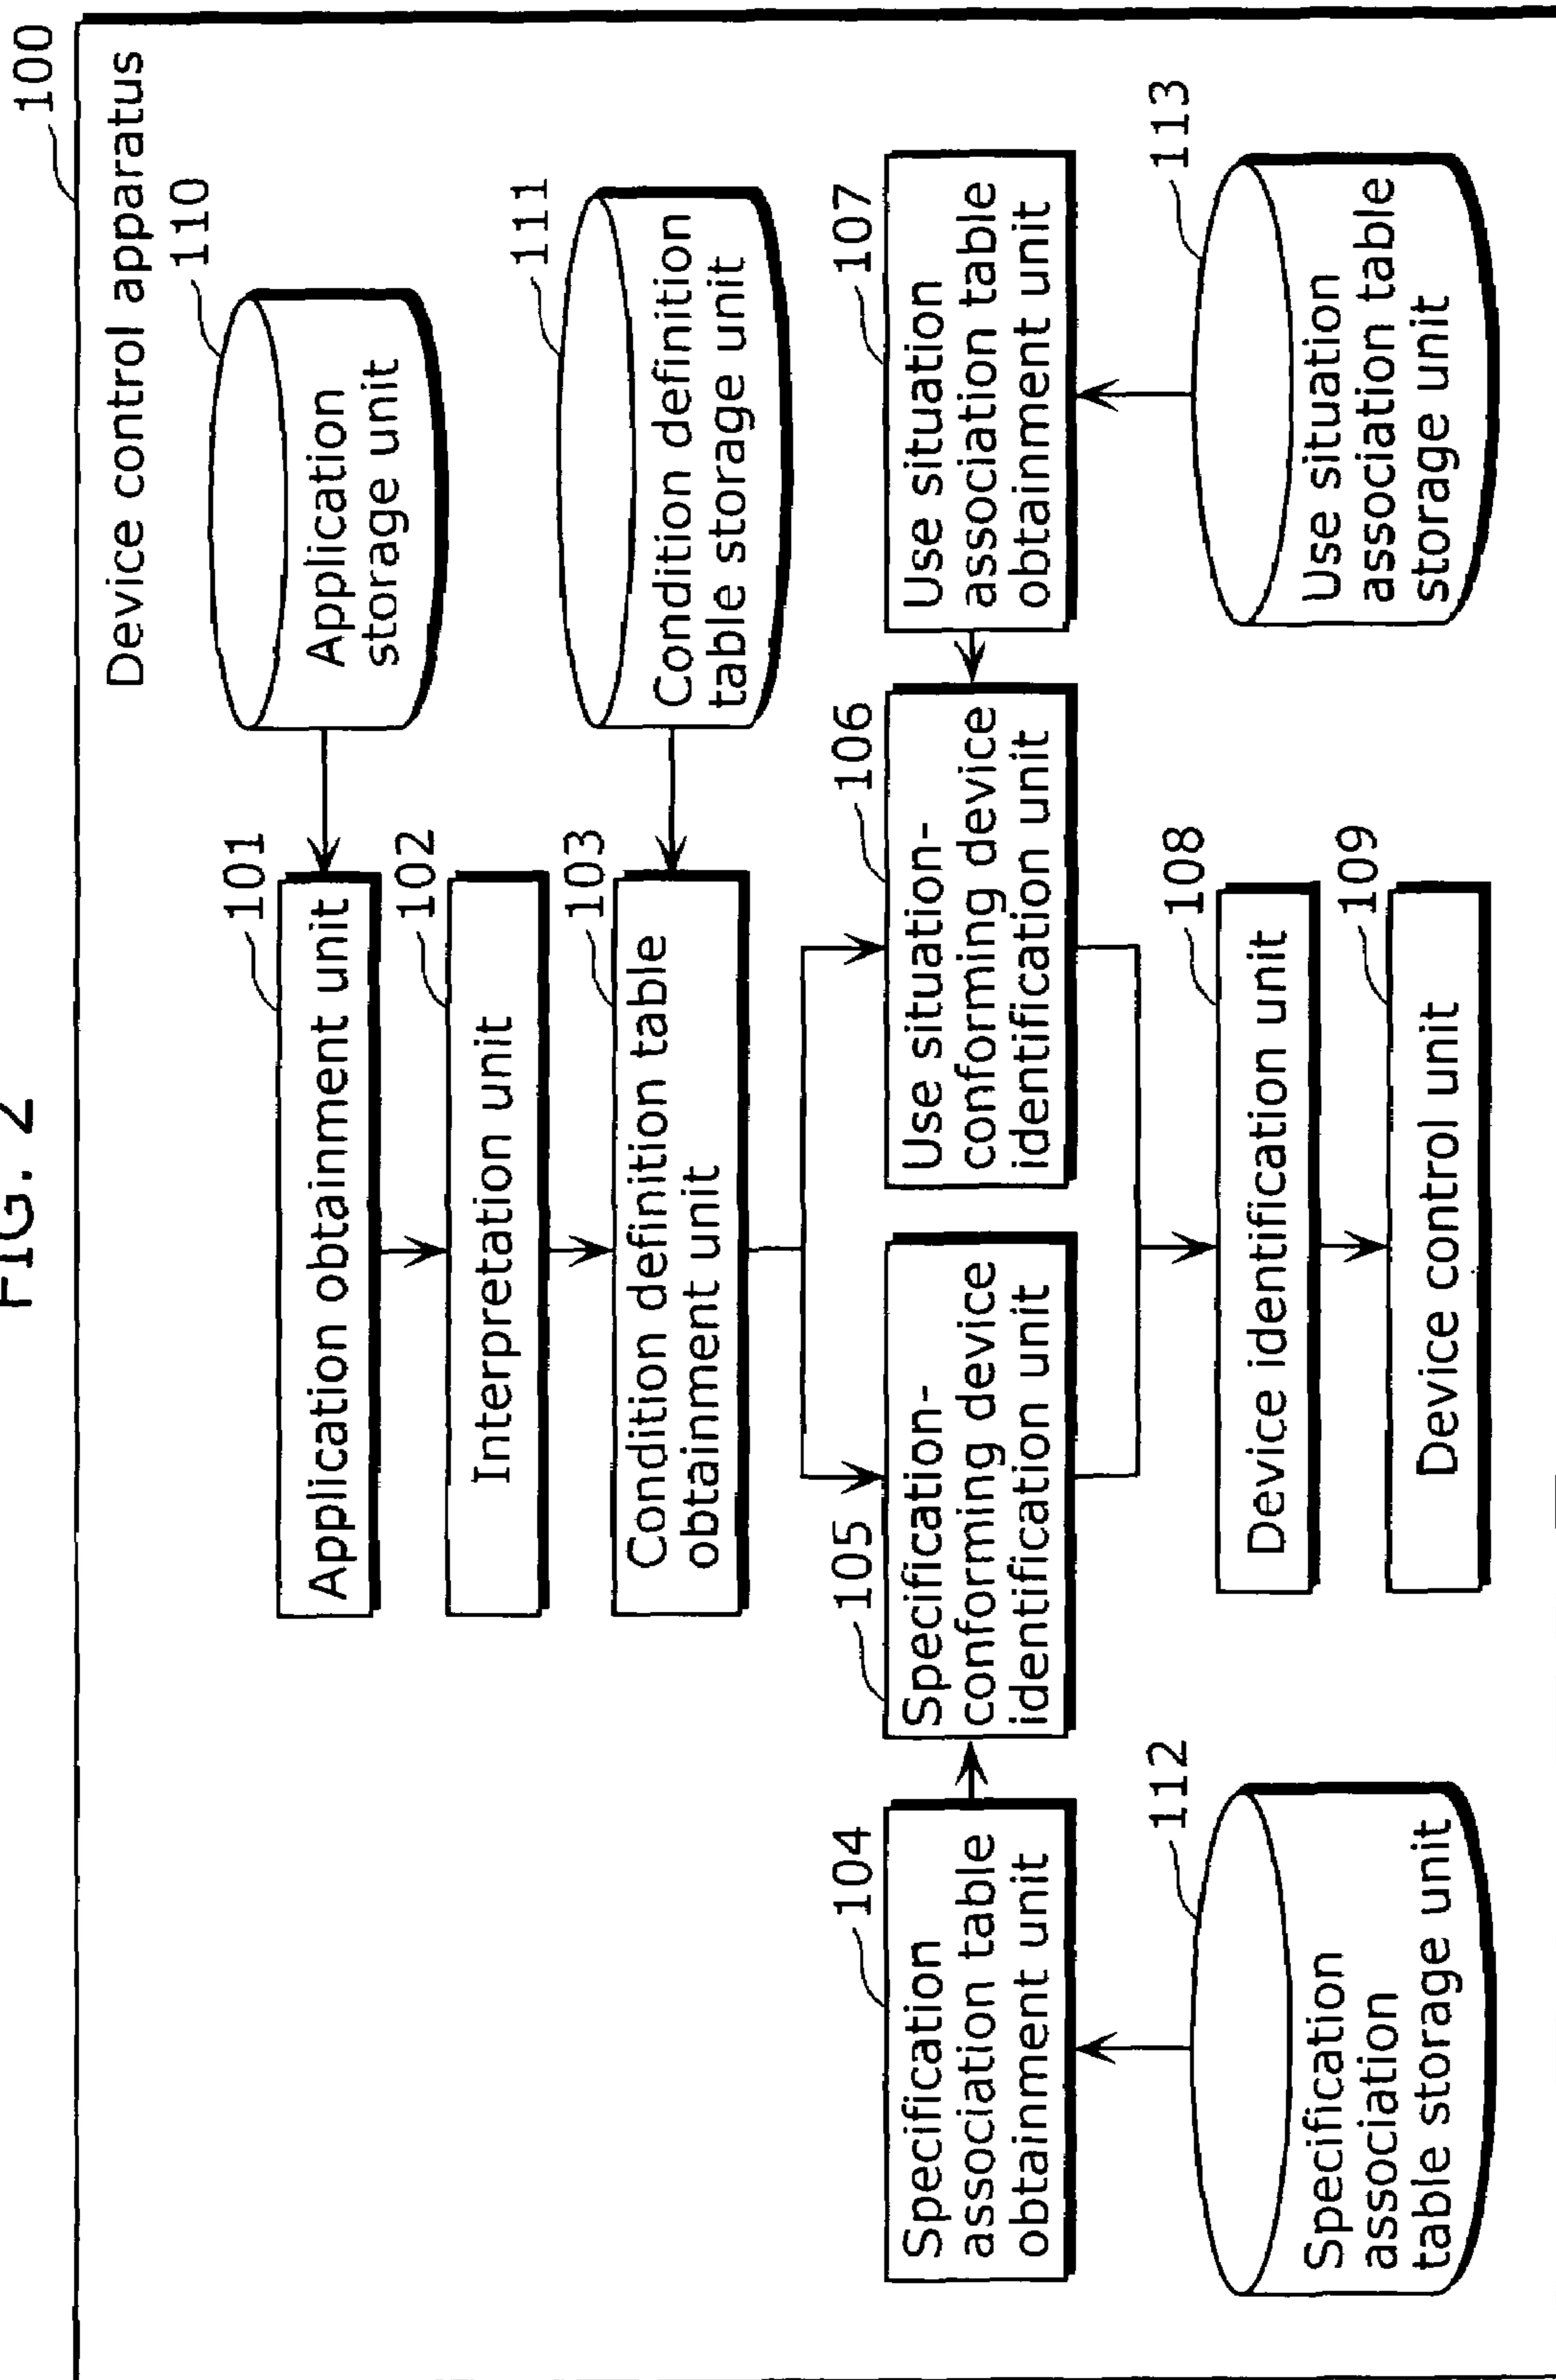 FIG. 2
100
Device control apparatus
110
Application
storage unit
101
Application obtainment unit
102
Interpretation unit
111
Condition definition
table storage unit
103
Condition definition table
obtainment unit
104
Specification
association table
obtainment unit
105
Specification-
conforming device
identification unit
106
Use situation-
conforming device
identification unit
107
Use situation
association table
obtainment unit
112
Specification
association
table storage unit
108
Device identification unit
109
Device control unit
113
Use situation
association table
storage unit